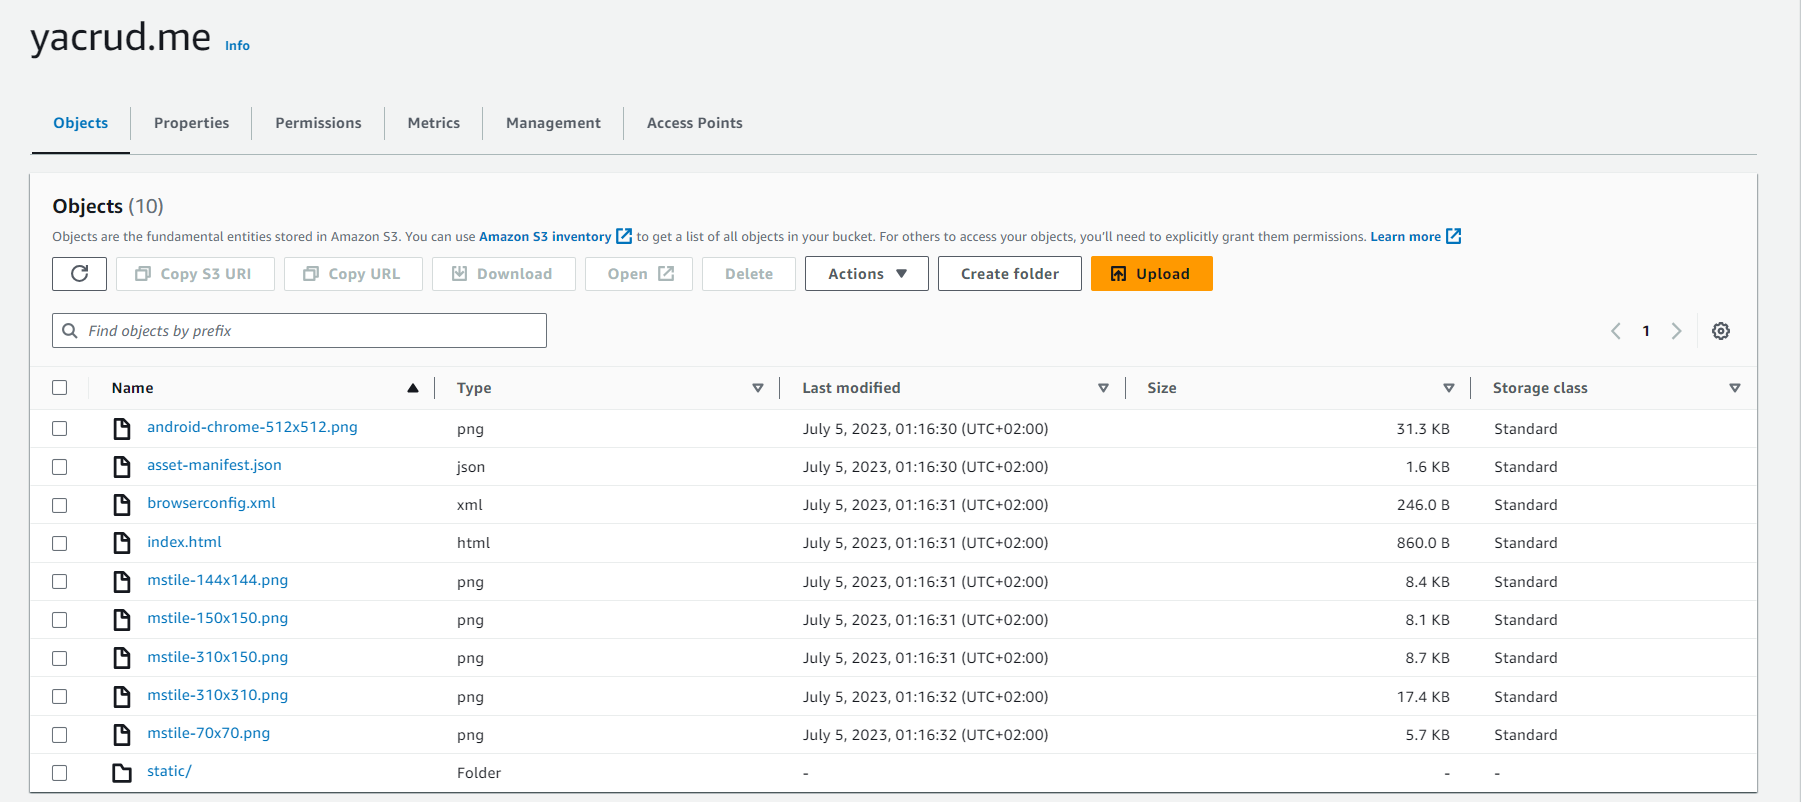 yacrud.me Info
Objects Properties Permissions Metrics Management Access Points
Objects (10)
Objects are the fundamental entities stored in Amazon S3. You can use Amazon S3 inventory to get a list of all objects in your bucket. For others to access your objects, you'll need to explicitly grant them permissions. Learn more
Copy S3 URI Copy URL Download Open Delete Actions Create folder Upload
Find objects by prefix 1
Name Type Last modified Size Storage class
android-chrome-512x512.png png July 5, 2023, 01:16:30 (UTC+02:00) 31.3 KB Standard
asset-manifest.json json July 5, 2023, 01:16:30 (UTC+02:00) 1.6 KB Standard
browserconfig.xml xml July 5, 2023, 01:16:31 (UTC+02:00) 246.0 B Standard
index.html html July 5, 2023, 01:16:31 (UTC+02:00) 860.0 B Standard
mstile-144x144.png png July 5, 2023, 01:16:31 (UTC+02:00) 8.4 KB Standard
mstile-150x150.png png July 5, 2023, 01:16:31 (UTC+02:00) 8.1 KB Standard
mstile-310x150.png png July 5, 2023, 01:16:31 (UTC+02:00) 8.7 KB Standard
mstile-310x310.png png July 5, 2023, 01:16:32 (UTC+02:00) 17.4 KB Standard
mstile-70x70.png png July 5, 2023, 01:16:32 (UTC+02:00) 5.7 KB Standard
static/ Folder - - -